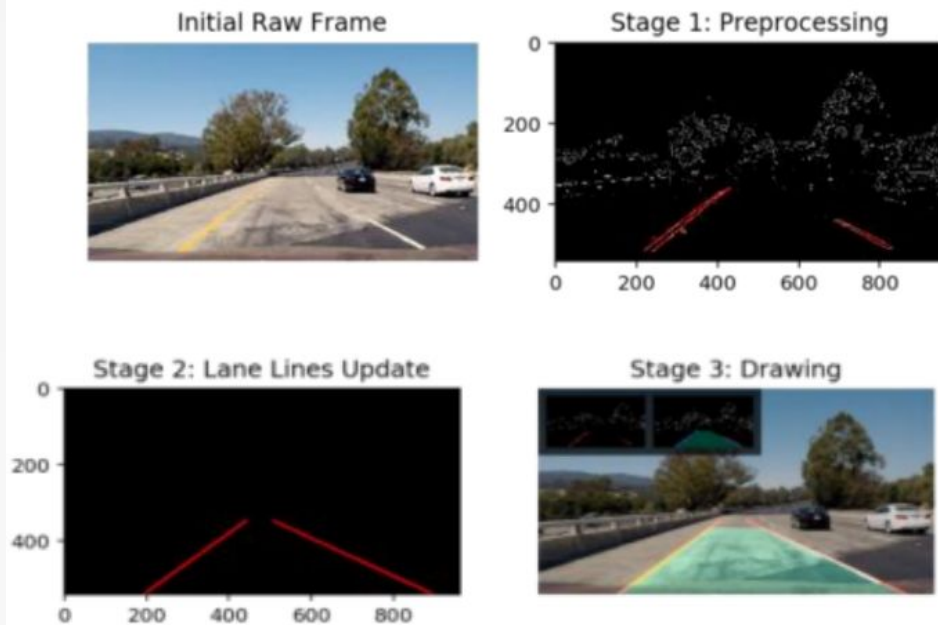 Initial Raw Frame
Stage 1: Preprocessing
0
200
400
0 200 400 600 800
Stage 2: Lane Lines Update
0
200
400
0 200 400 600 800
Stage 3: Drawing